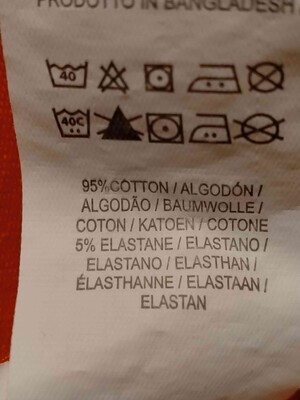 PRODOTTO IN BANGLADESH
40
40C
95%COTTON / ALGODÓN /
ALGODÃO / BAUMWOLLE /
COTON / KATOEN / COTONE
5% ELASTANE / ELASTANO /
ELASTANO / ELASTHAN /
ÉLASTHANNE / ELASTAAN /
ELASTAN